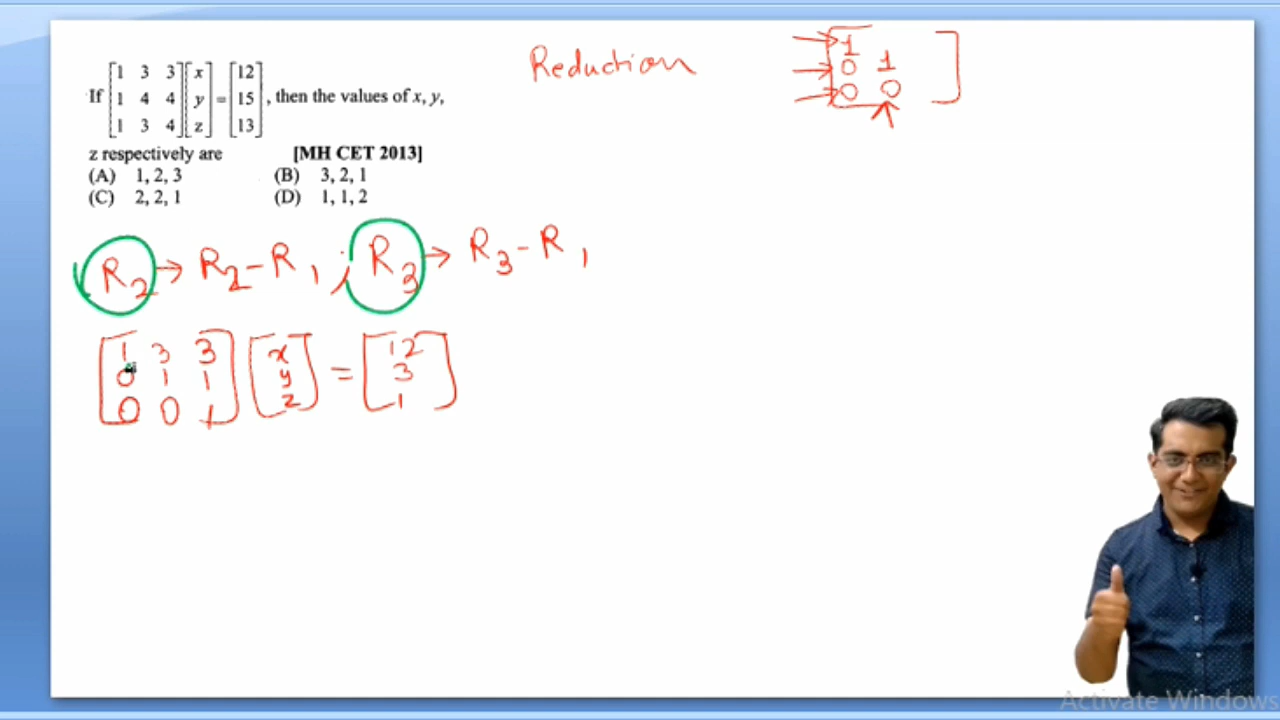 If [1 3 3 [x [12
1 4 4 y = 15 , then the values of x, y,
1 3 4] z] 13]
z respectively are [MH CET 2013]
(A) 1, 2, 3 (B) 3, 2, 1
(C) 2, 2, 1 (D) 1, 1, 2
Reduction
1
0 1
0 0
R2 → R2 - R1 ; R3 → R3 - R1
[1 3 3 [x [12
0 1 1 y = 3
0 0 1] z] 1]
Activate Windows